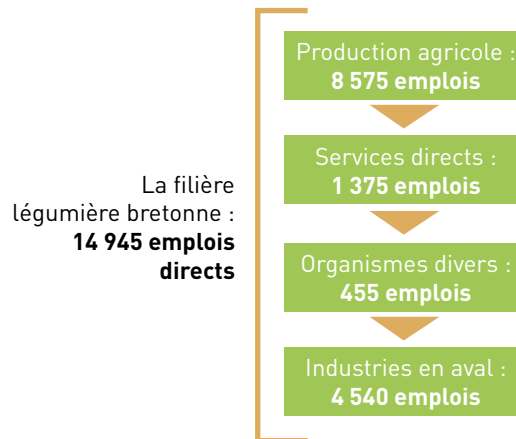 La filière
légumière bretonne :
14 945 emplois
directs
Production agricole :
8 575 emplois
Services directs :
1 375 emplois
Organismes divers :
455 emplois
Industries en aval :
4 540 emplois